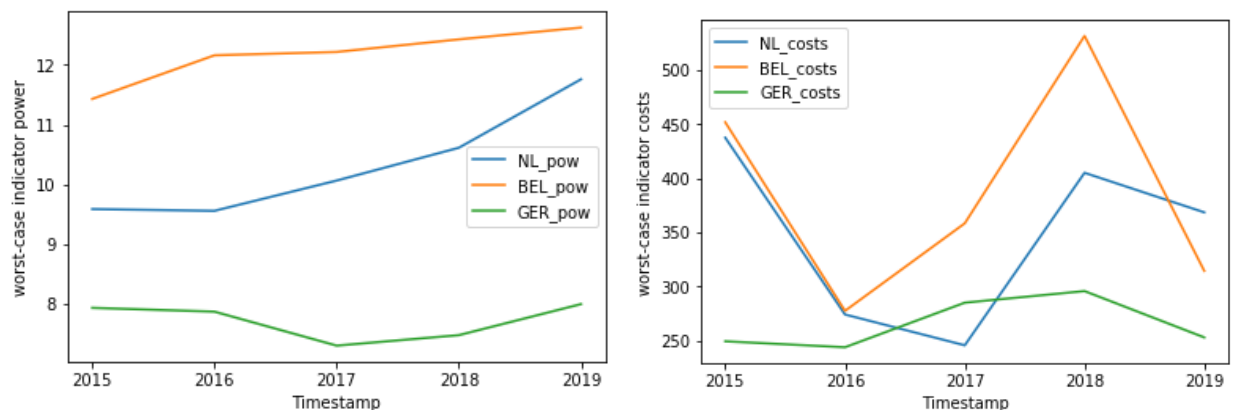 worst-case indicator power
12
11
10
9
8
NL_pow
BEL_pow
GER_pow
2015 2016 2017 2018 2019
Timestamp
worst-case indicator costs
500
450
400
350
300
250
NL_costs
BEL_costs
GER_costs
2015 2016 2017 2018 2019
Timestamp